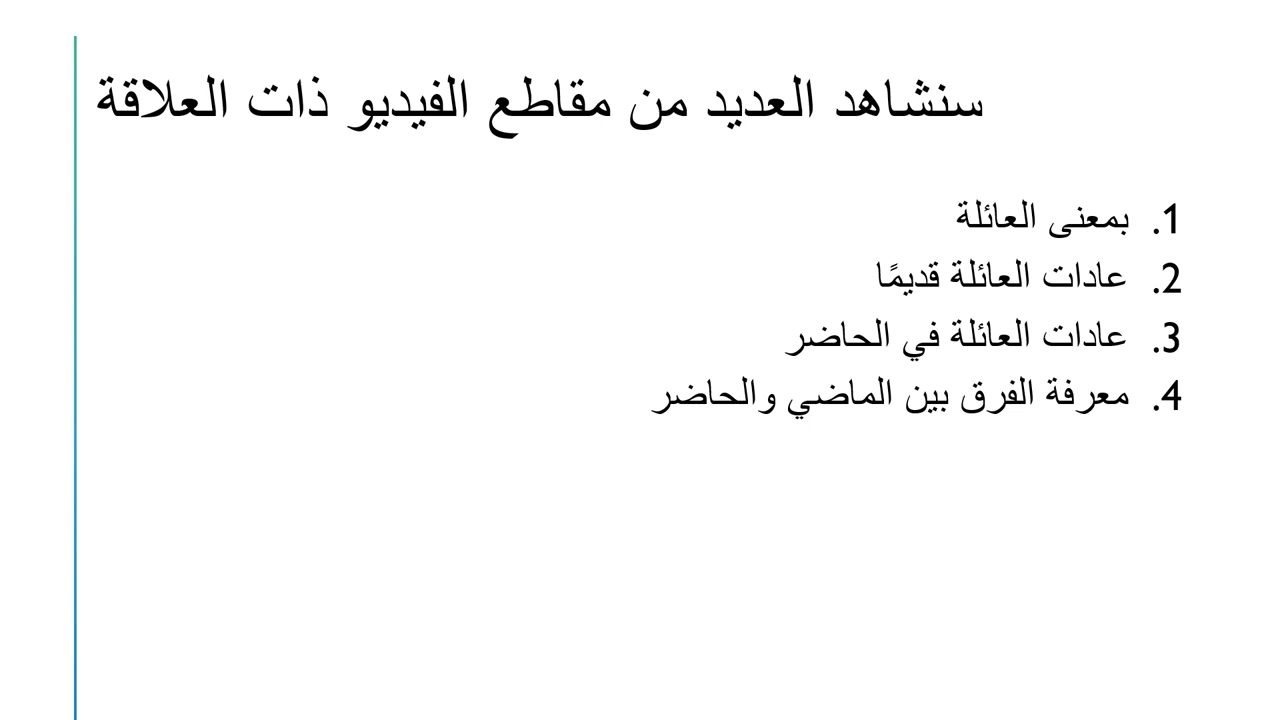 سنشاهد العديد من مقاطع الفيديو ذات العلاقة
1. بمعنى العائلة
2. عادات العائلة قديمًا
3. عادات العائلة في الحاضر
4. معرفة الفرق بين الماضي والحاضر